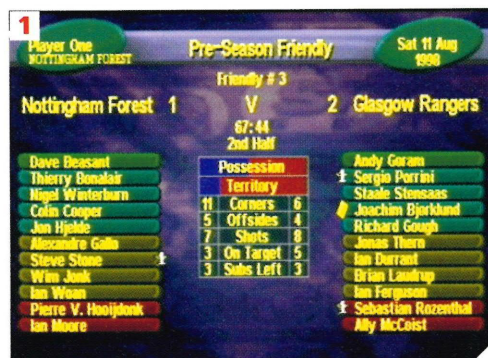 1
Player One
NOTTINGHAM FOREST
Pre-Season Friendly
Sat 11 Aug
1998
Friendly # 3
Nottingham Forest 1 V 2 Glasgow Rangers
67:44
2nd Half
Dave Beasant
Thierry Bonalair
Nigel Winterburn
Colin Cooper
Jon Hjelde
Alexandre Gallo
Steve Stone
Wim Jonk
Ian Woan
Pierre V. Hooijdonk
Ian Moore
Possession
Territory
11 Corners 6
5 Offsides 4
7 Shots 8
3 On Target 5
3 Subs Left 3
Andy Goram
Sergio Porrini
Staale Stensaas
Joachim Bjorklund
Richard Gough
Jonas Thern
Ian Durrant
Brian Laudrup
Ian Ferguson
Sebastian Rozenthal
Ally McCoist